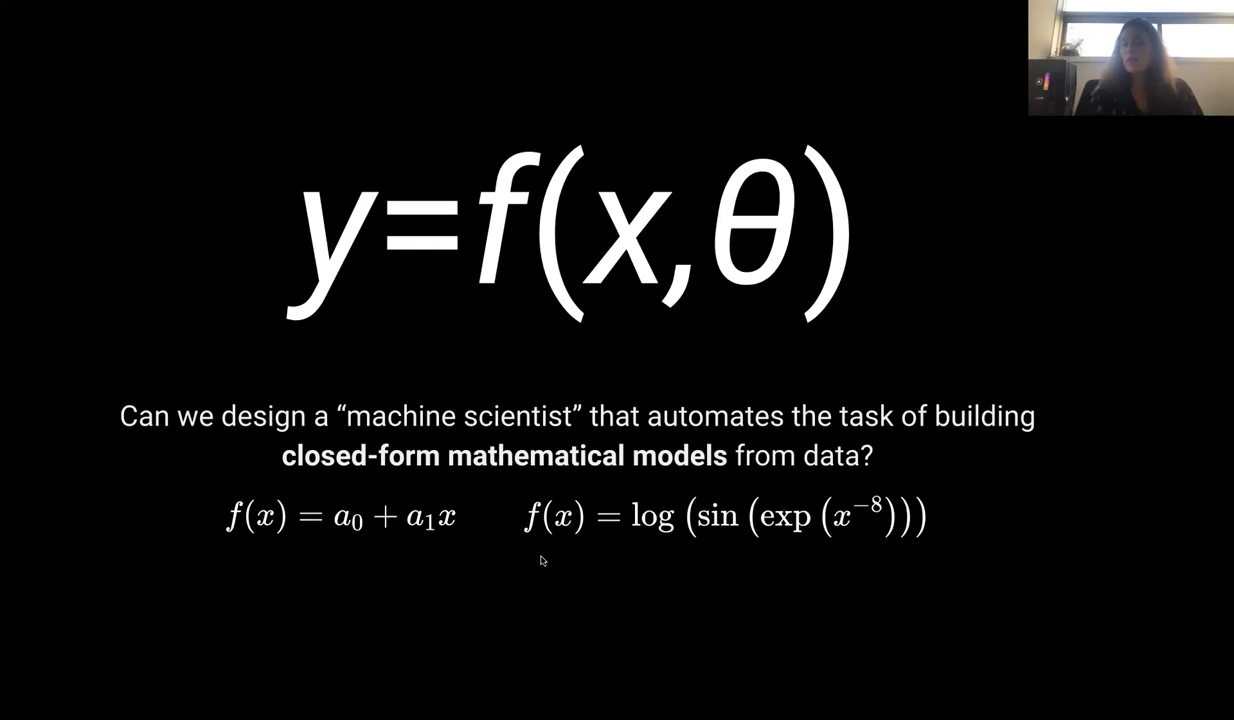 y=f(x,θ)
Can we design a “machine scientist” that automates the task of building
closed-form mathematical models from data?
f(x) = a₀ + a₁x f(x) = log (sin (exp (x⁻⁸)))